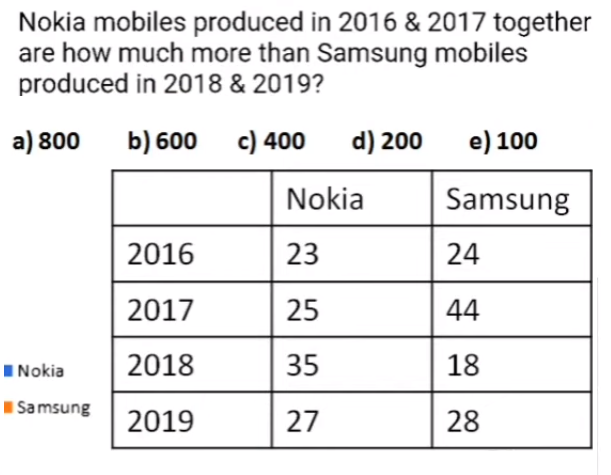 Nokia mobiles produced in 2016 & 2017 together
are how much more than Samsung mobiles
produced in 2018 & 2019?
a) 800 b) 600 c) 400 d) 200 e) 100
Nokia Samsung
2016 23 24
2017 25 44
2018 35 18
2019 27 28
Nokia
Samsung